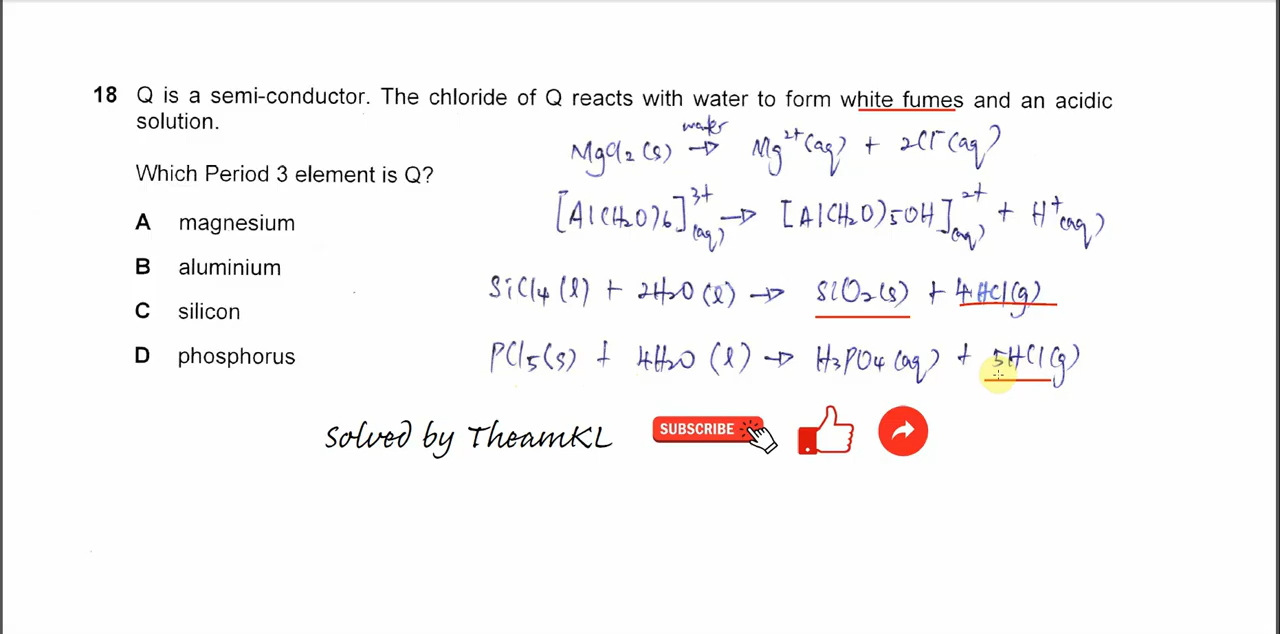 18 Q is a semi-conductor. The chloride of Q reacts with water to form white fumes and an acidic
solution.
water
MgCl2 (s) → Mg2+ (aq) + 2Cl- (aq)
Which Period 3 element is Q?
[Al(H2O)6]3+ (aq) → [Al(H2O)5OH]2+ (aq) + H+ (aq)
A magnesium
B aluminium
SiCl4 (l) + 2H2O (l) → SiO2 (s) + 4HCl (g)
C silicon
D phosphorus
PCl5 (s) + 4H2O (l) → H3PO4 (aq) + 5HCl (g)
Solved by TheamKL
SUBSCRIBE